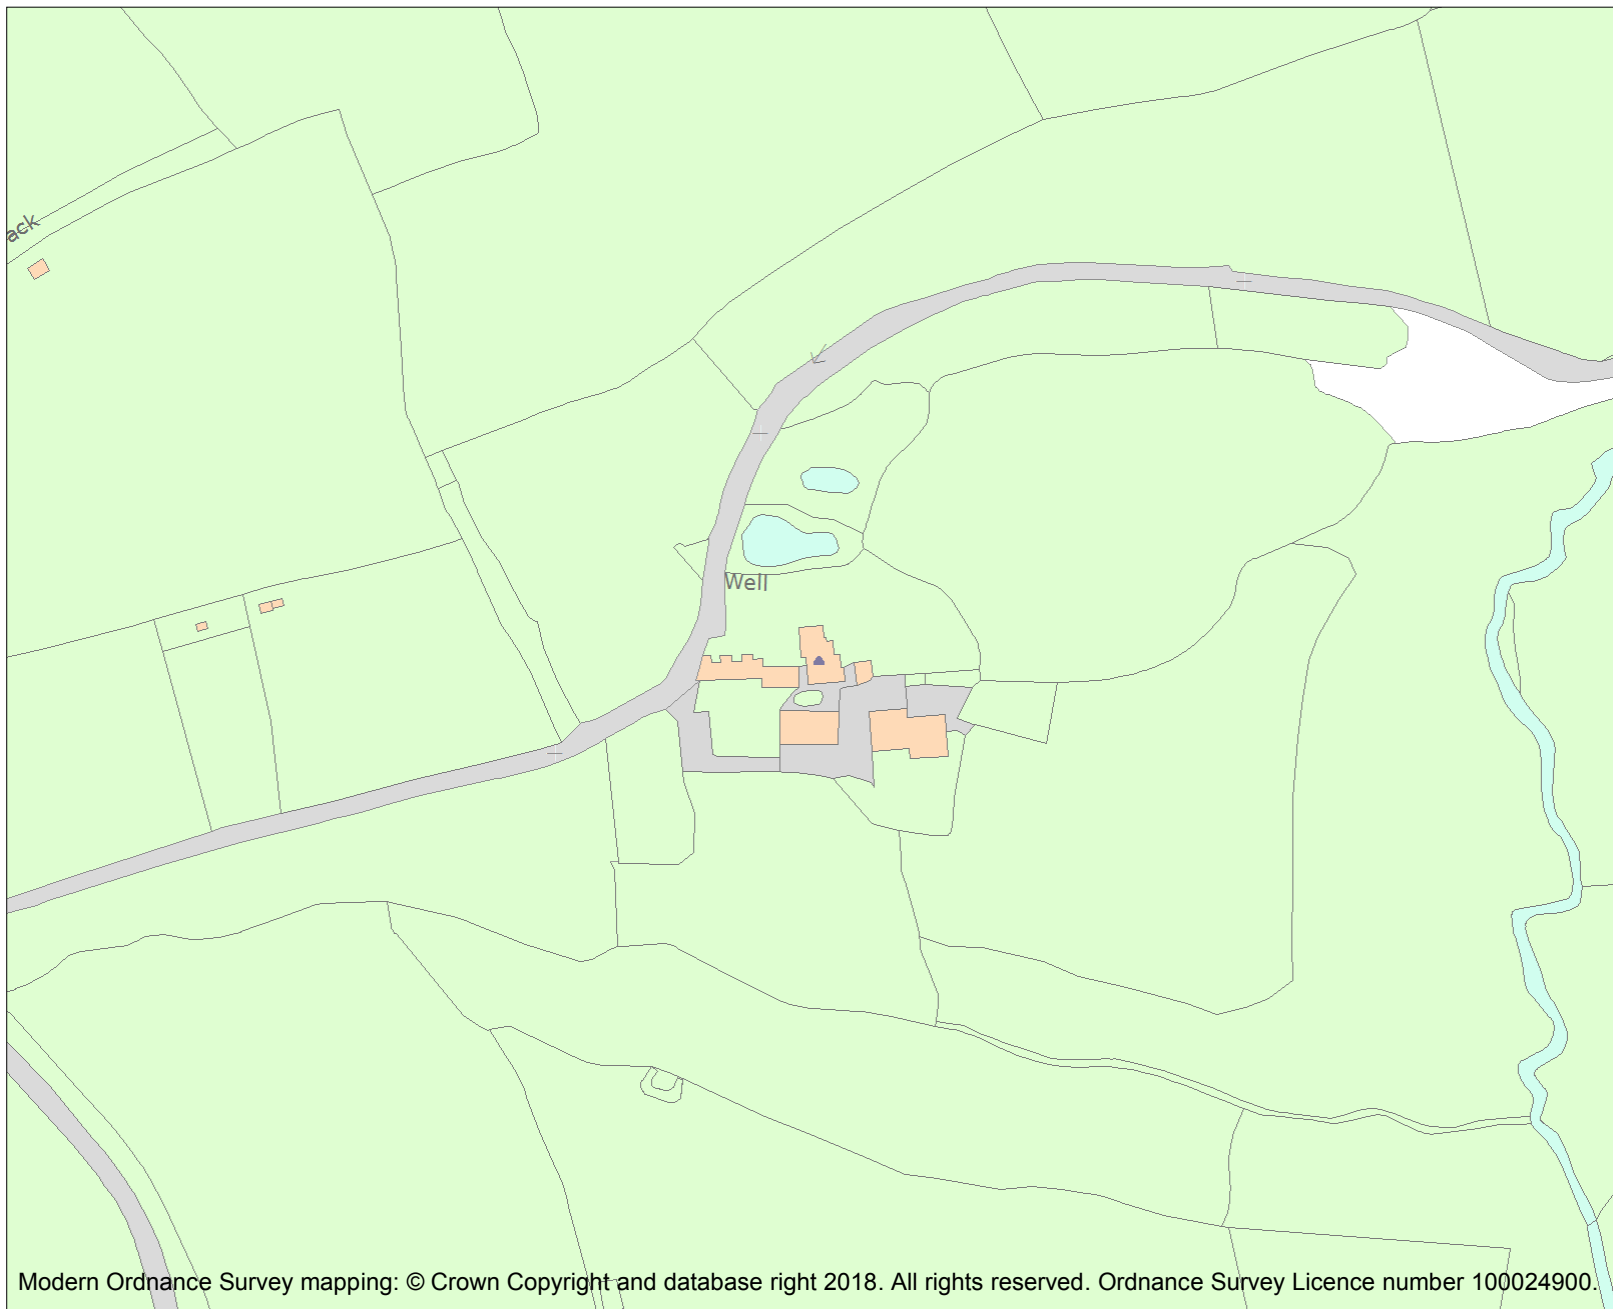 ack
Well
Modern Ordnance Survey mapping: © Crown Copyright and database right 2018. All rights reserved. Ordnance Survey Licence number 100024900.